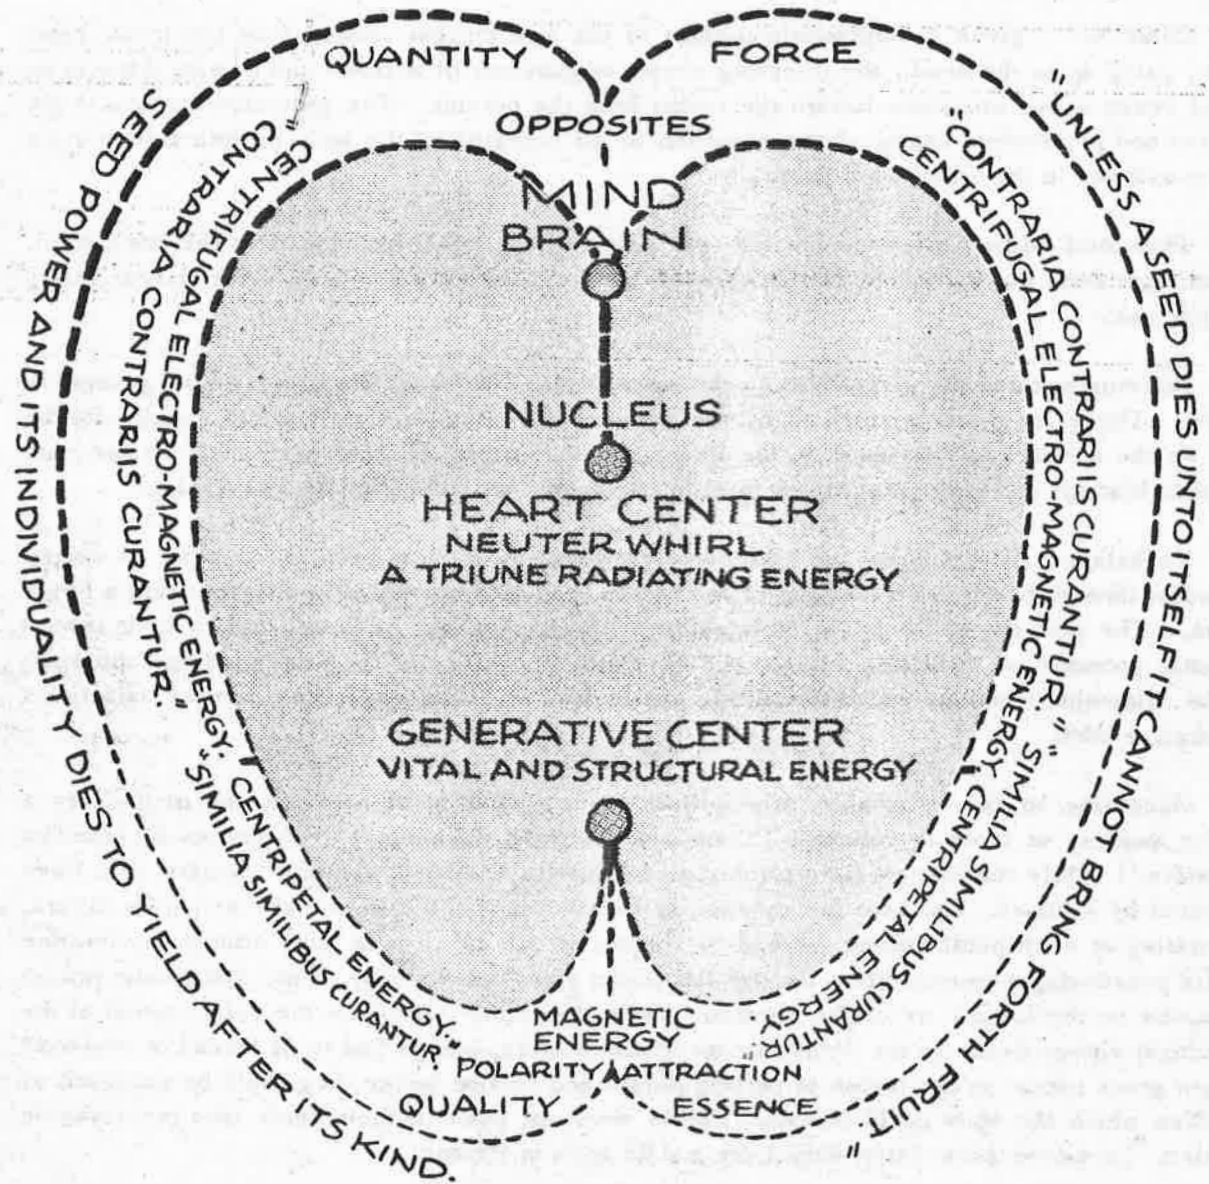 QUANTITY
FORCE
OPPOSITES
MIND
BRAIN
NUCLEUS
HEART CENTER
NEUTER WHIRL
A TRIUNE RADIATING ENERGY
GENERATIVE CENTER
VITAL AND STRUCTURAL ENERGY
MAGNETIC
ENERGY
POLARITY ATTRACTION
QUALITY
ESSENCE
SEED POWER AND ITS INDIVIDUALITY DIES TO YIELD AFTER ITS KIND.
"CONTRARIA CONTRARIIS CURANTUR."
CENTRIFUGAL ELECTRO-MAGNETIC ENERGY.
CENTRIPETAL ENERGY.
"SIMILIA SIMILIBUS CURANTUR."
"UNLESS A SEED DIES UNTO ITSELF IT CANNOT BRING FORTH FRUIT"
"CONTRARIA CONTRARIIS CURANTUR" "SIMILIA SIMILIBUS CURANTUR"
CENTRIFUGAL ELECTRO-MAGNETIC ENERGY CENTRIPETAL ENERGY